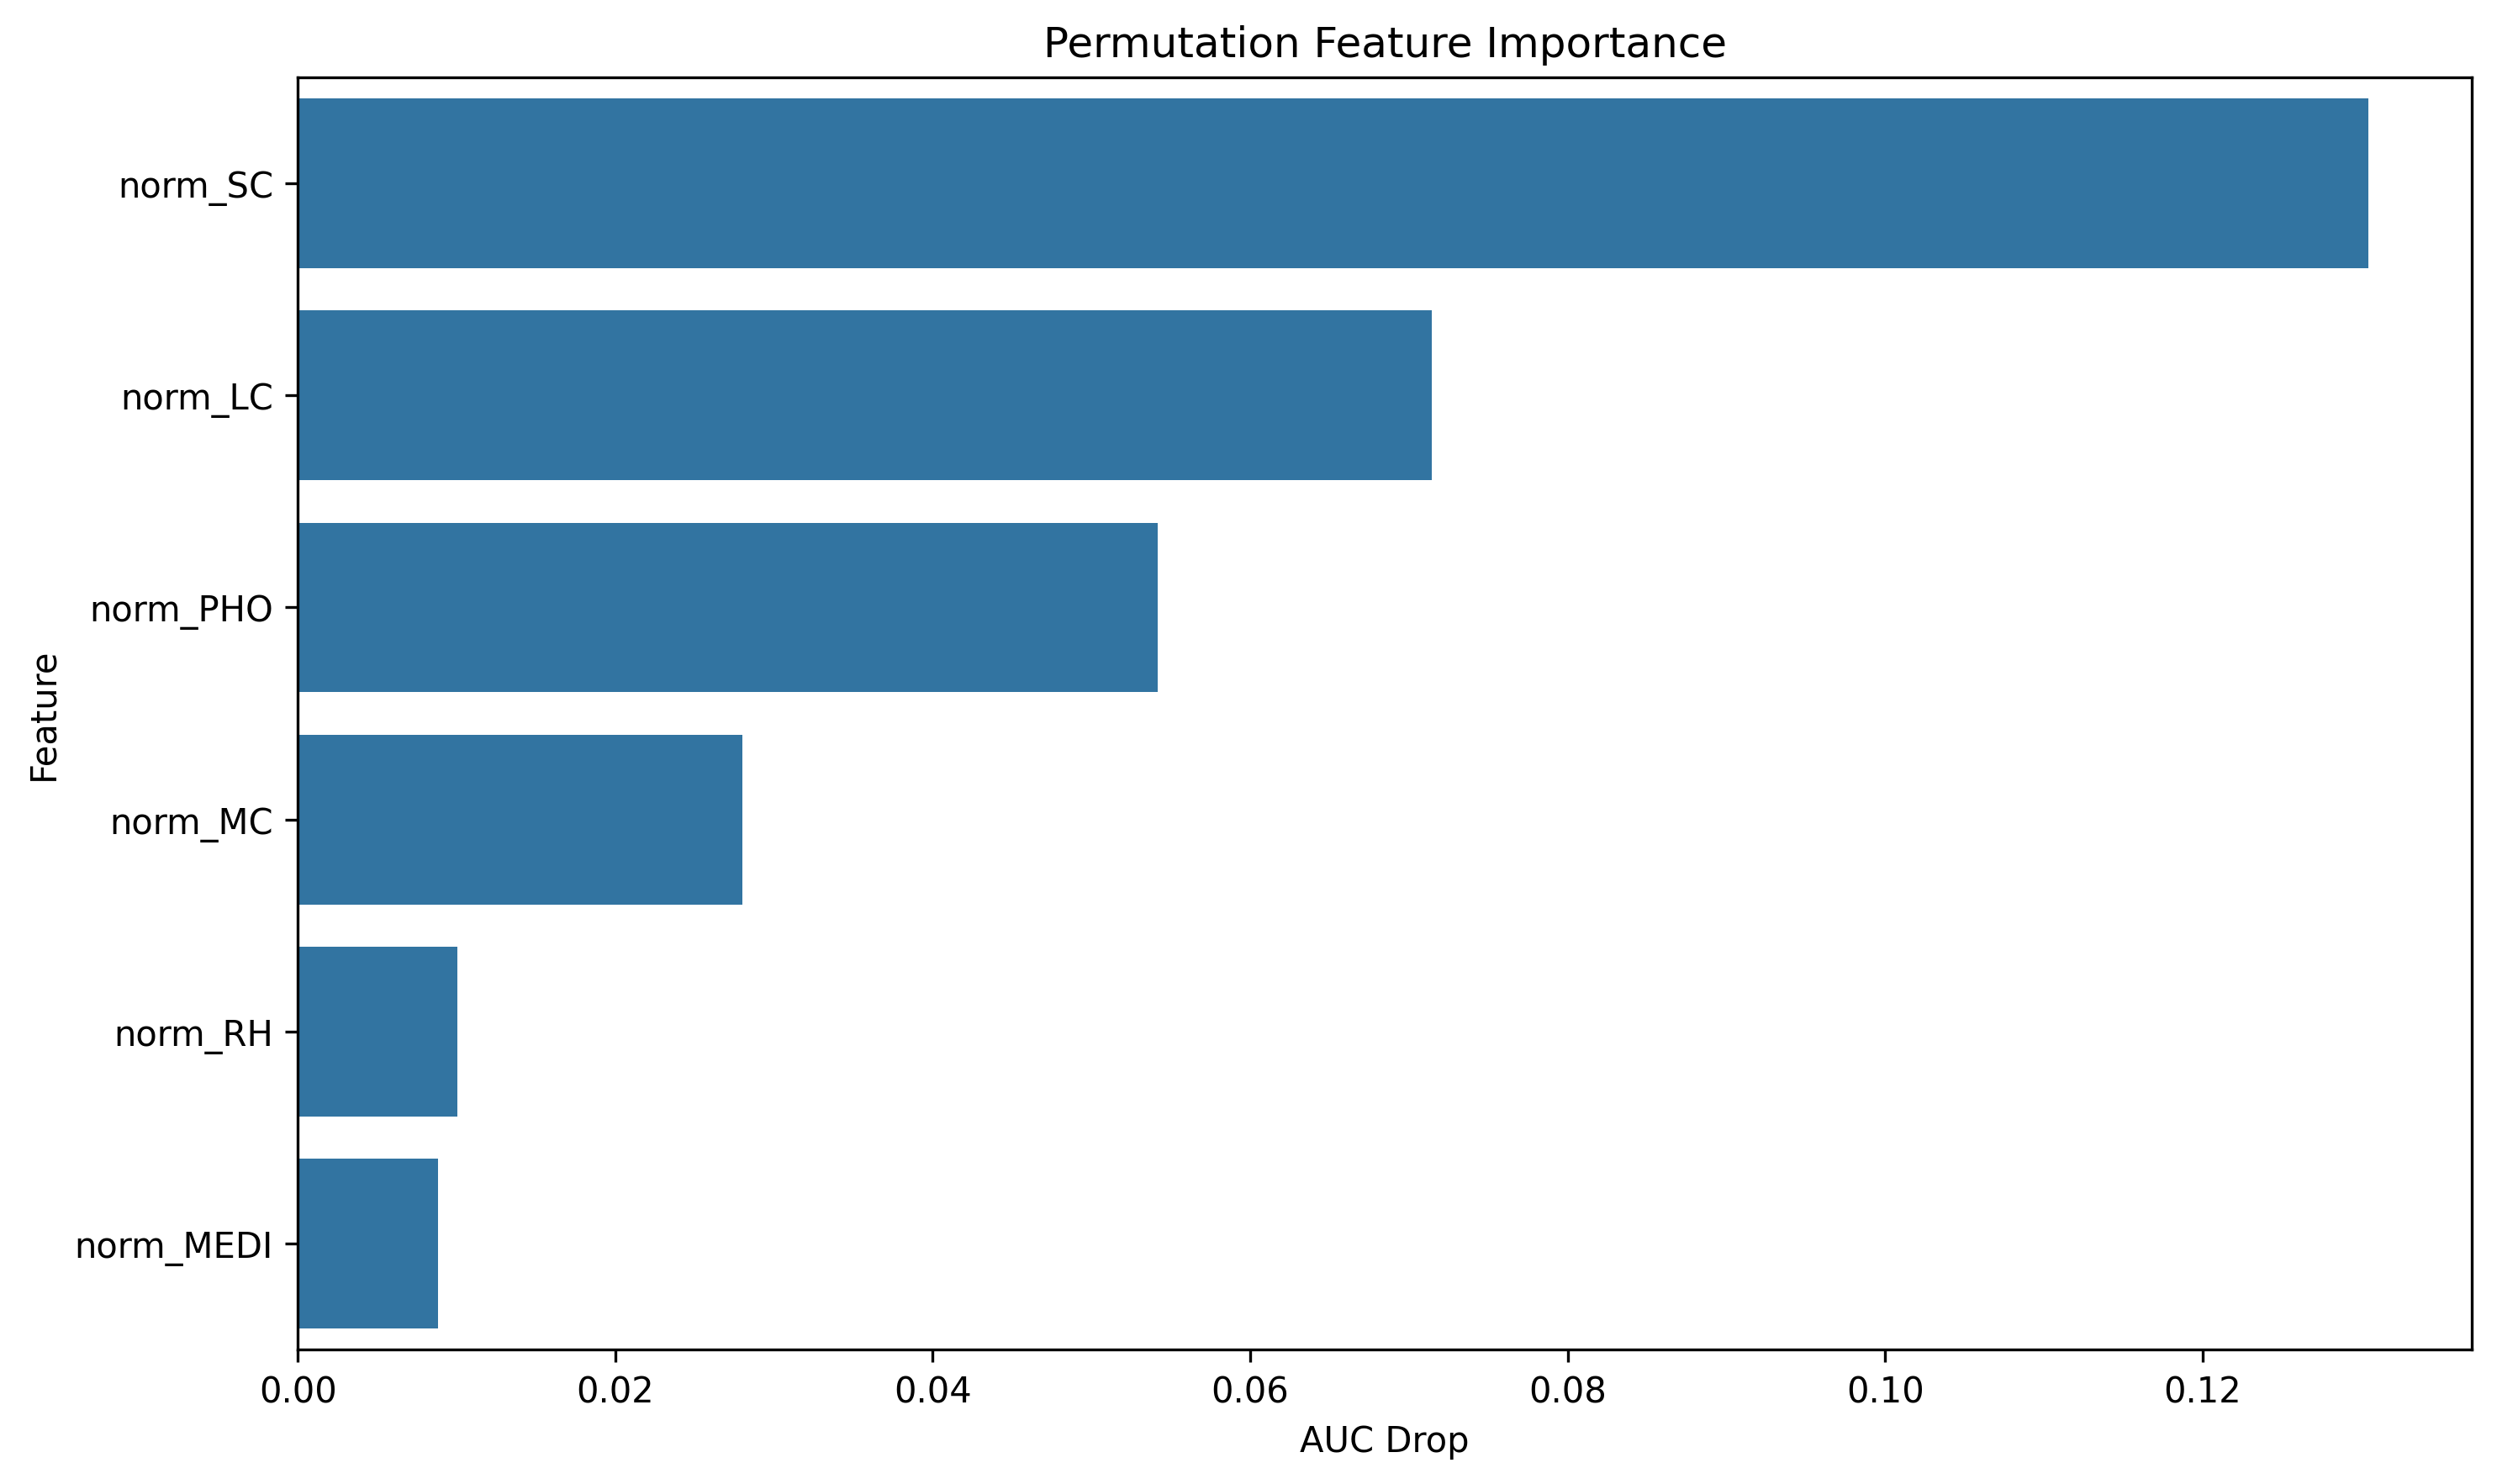 Permutation Feature Importance
norm_SC
norm_LC
norm_PHO
norm_MC
norm_RH
norm_MEDI
Feature
0.00 0.02 0.04 0.06 0.08 0.10 0.12
AUC Drop